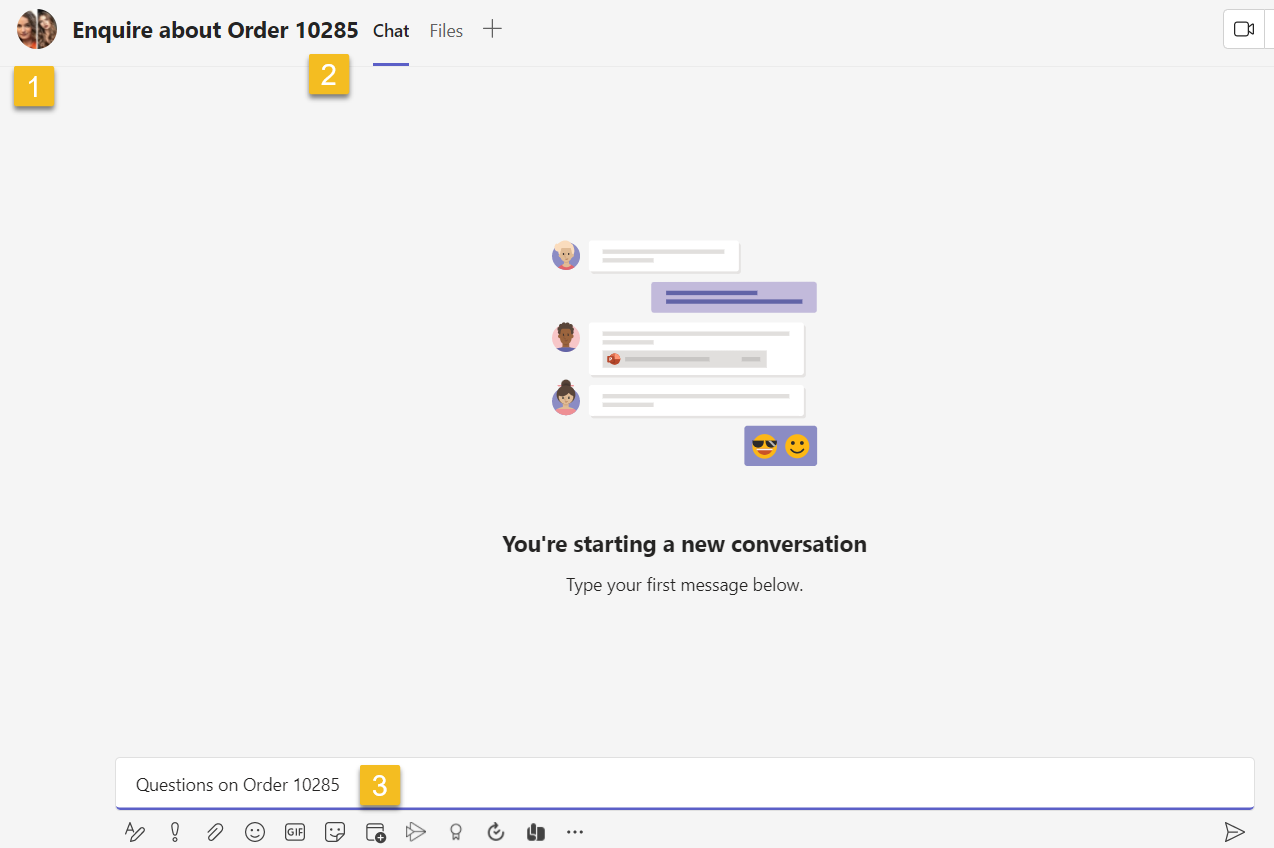 Enquire about Order 10285 Chat Files
1
2
You're starting a new conversation
Type your first message below.
Questions on Order 10285
3
GIF